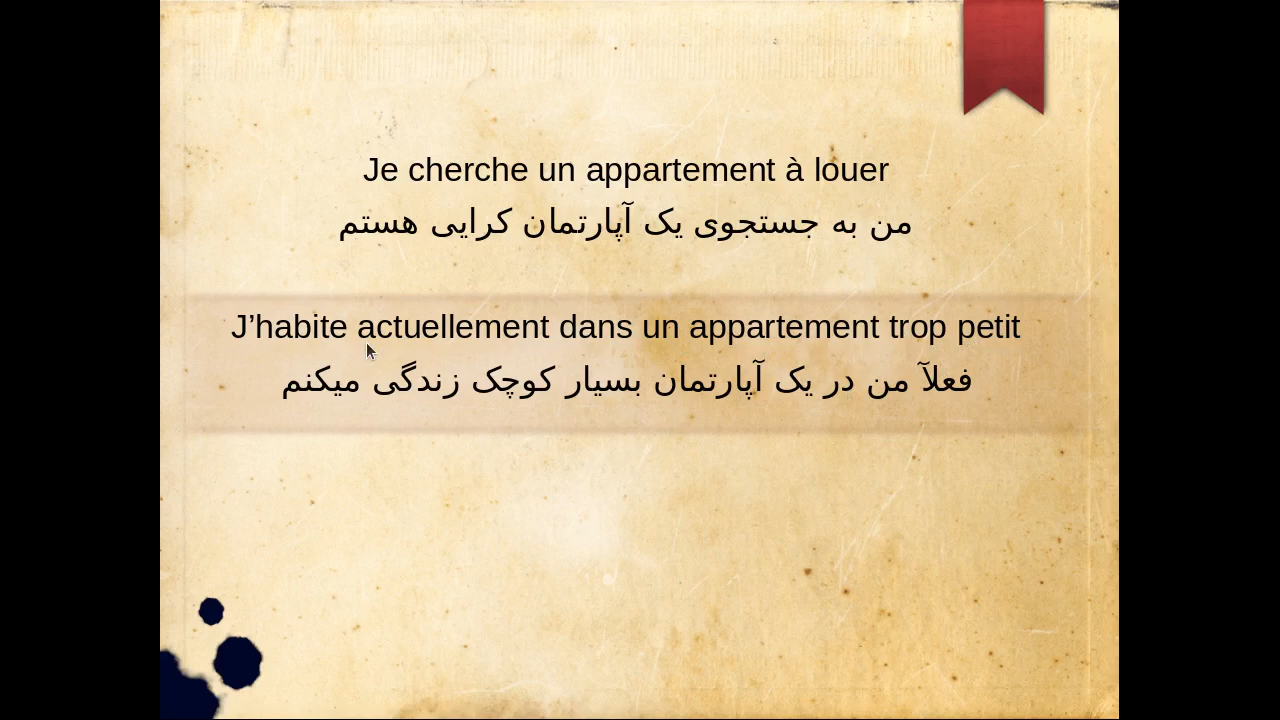 Je cherche un appartement à louer
من به جستجوی یک آپارتمان کرایی هستم
J’habite actuellement dans un appartement trop petit
فعلآ من در یک آپارتمان بسیار کوچک زندگی میکنم